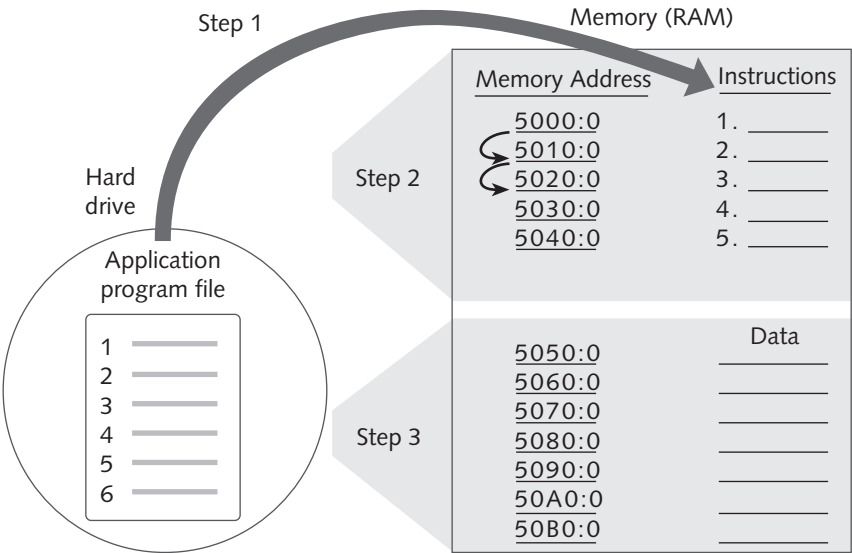 Step 1
Memory (RAM)
Hard
drive
Application
program file
1
2
3
4
5
6
Step 2
Memory Address Instructions
5000:0 1.
5010:0 2.
5020:0 3.
5030:0 4.
5040:0 5.
Step 3
Data
5050:0
5060:0
5070:0
5080:0
5090:0
50A0:0
50B0:0